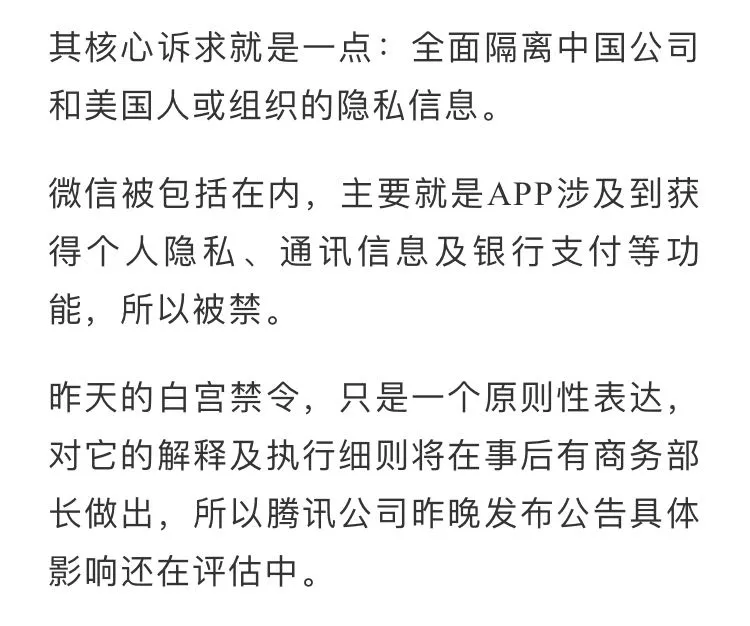 其核心诉求就是一点：全面隔离中国公司
和美国人或组织的隐私信息。
微信被包括在内，主要就是APP涉及到获
得个人隐私、通讯信息及银行支付等功
能，所以被禁。
昨天的白宫禁令，只是一个原则性表达，
对它的解释及执行细则将在事后有商务部
长做出，所以腾讯公司昨晚发布公告具体
影响还在评估中。